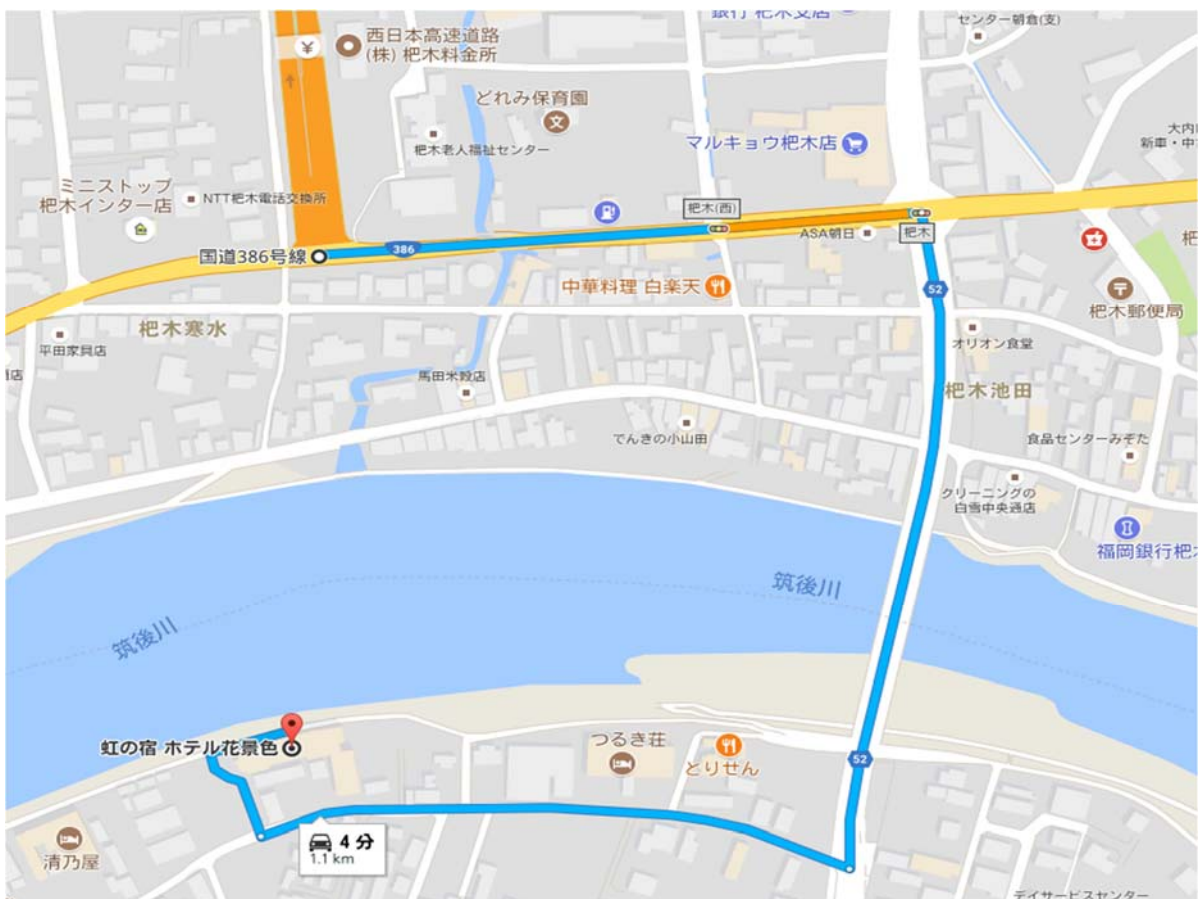 銀行 杷木支店
センター朝倉(支)
西日本高速道路
(株) 杷木料金所
¥
どれみ保育園
文
杷木老人福祉センター
マルキョウ杷木店
大内
新車・中
ミニストップ
杷木インター店
NTT杷木電話交換所
杷木(西)
ASA朝日
杷木
国道386号線
386
中華料理 白楽天
52
杷木郵便局
杷木寒水
平田家具店
オリオン食堂
店
馬田米穀店
杷木池田
でんきの小山田
食品センターみぞた
クリーニングの
白雪中央通店
福岡銀行杷
筑後川
筑後川
虹の宿 ホテル花景色
つるき荘
とりせん
52
4 分
1.1 km
清乃屋
デイサービスセンター